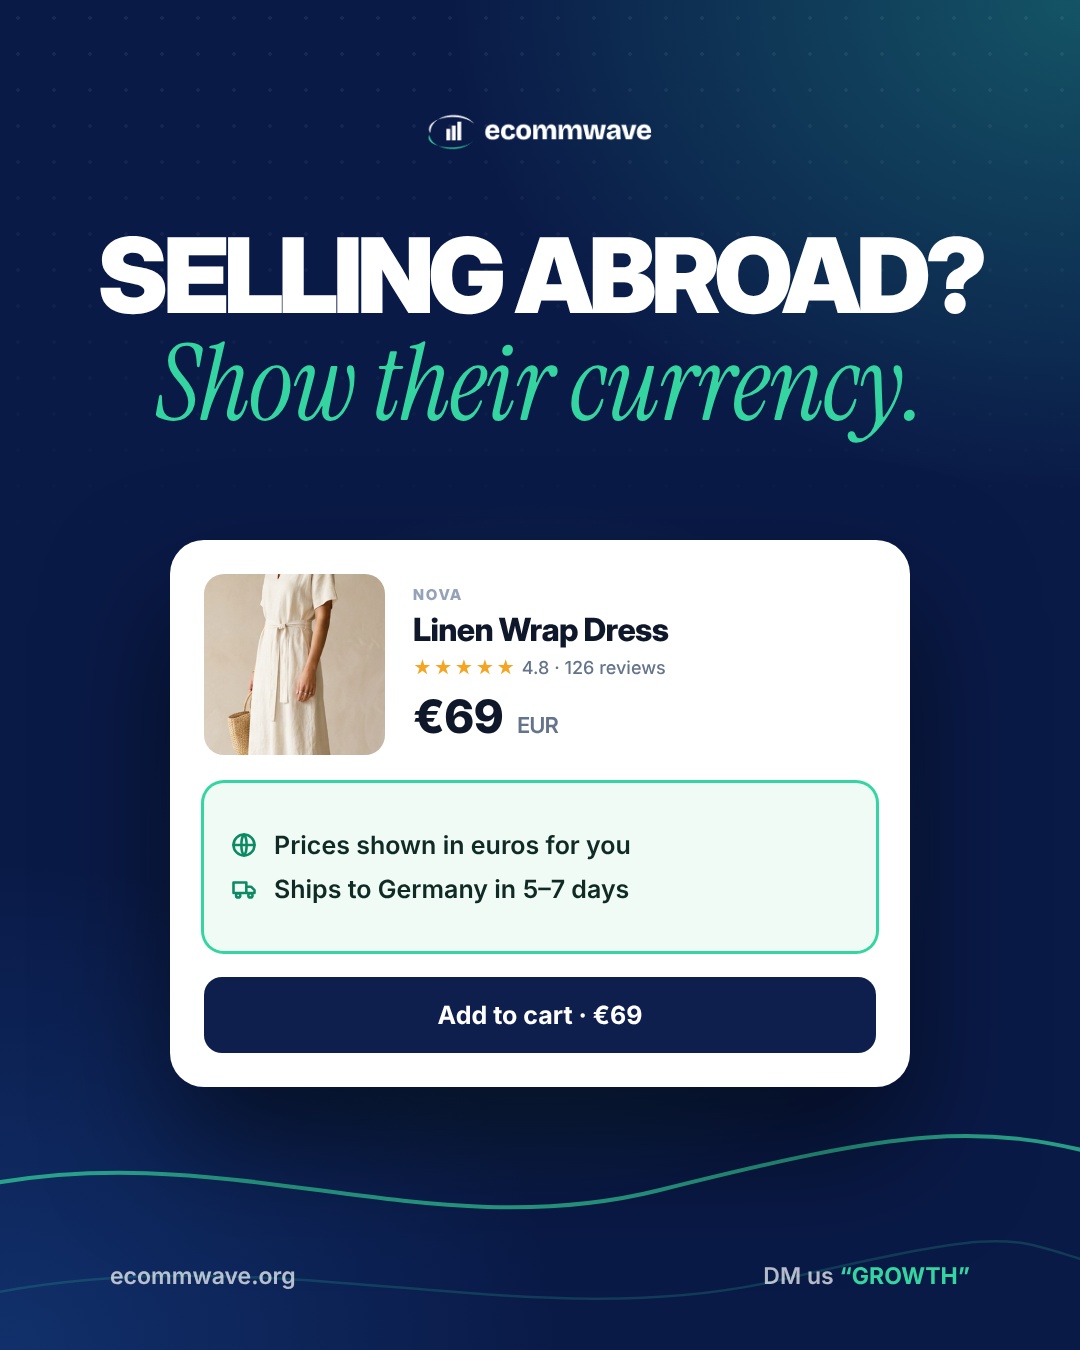 ecommwave
SELLING ABROAD?
Show their currency.
NOVA
Linen Wrap Dress
★★★★★ 4.8 · 126 reviews
€69 EUR
Prices shown in euros for you
Ships to Germany in 5–7 days
Add to cart · €69
ecommwave.org
DM us “GROWTH”